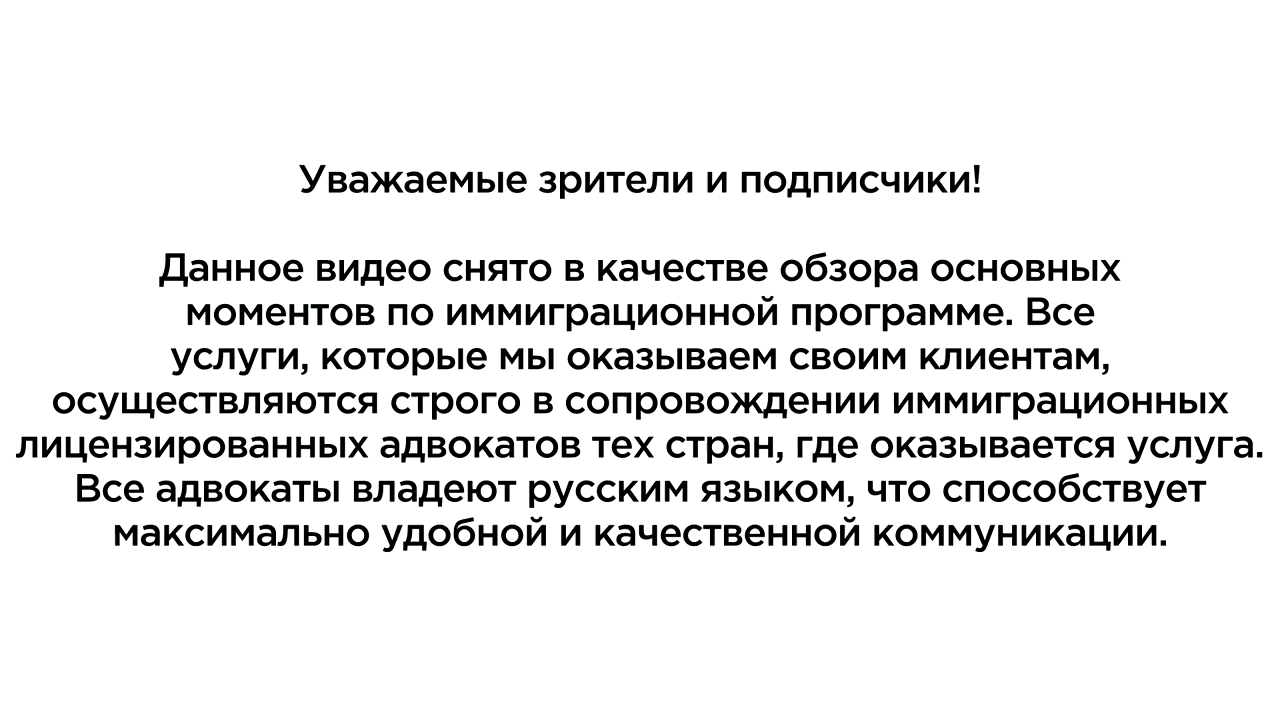 Уважаемые зрители и подписчики!
Данное видео снято в качестве обзора основных
моментов по иммиграционной программе. Все
услуги, которые мы оказываем своим клиентам,
осуществляются строго в сопровождении иммиграционных
лицензированных адвокатов тех стран, где оказывается услуга.
Все адвокаты владеют русским языком, что способствует
максимально удобной и качественной коммуникации.